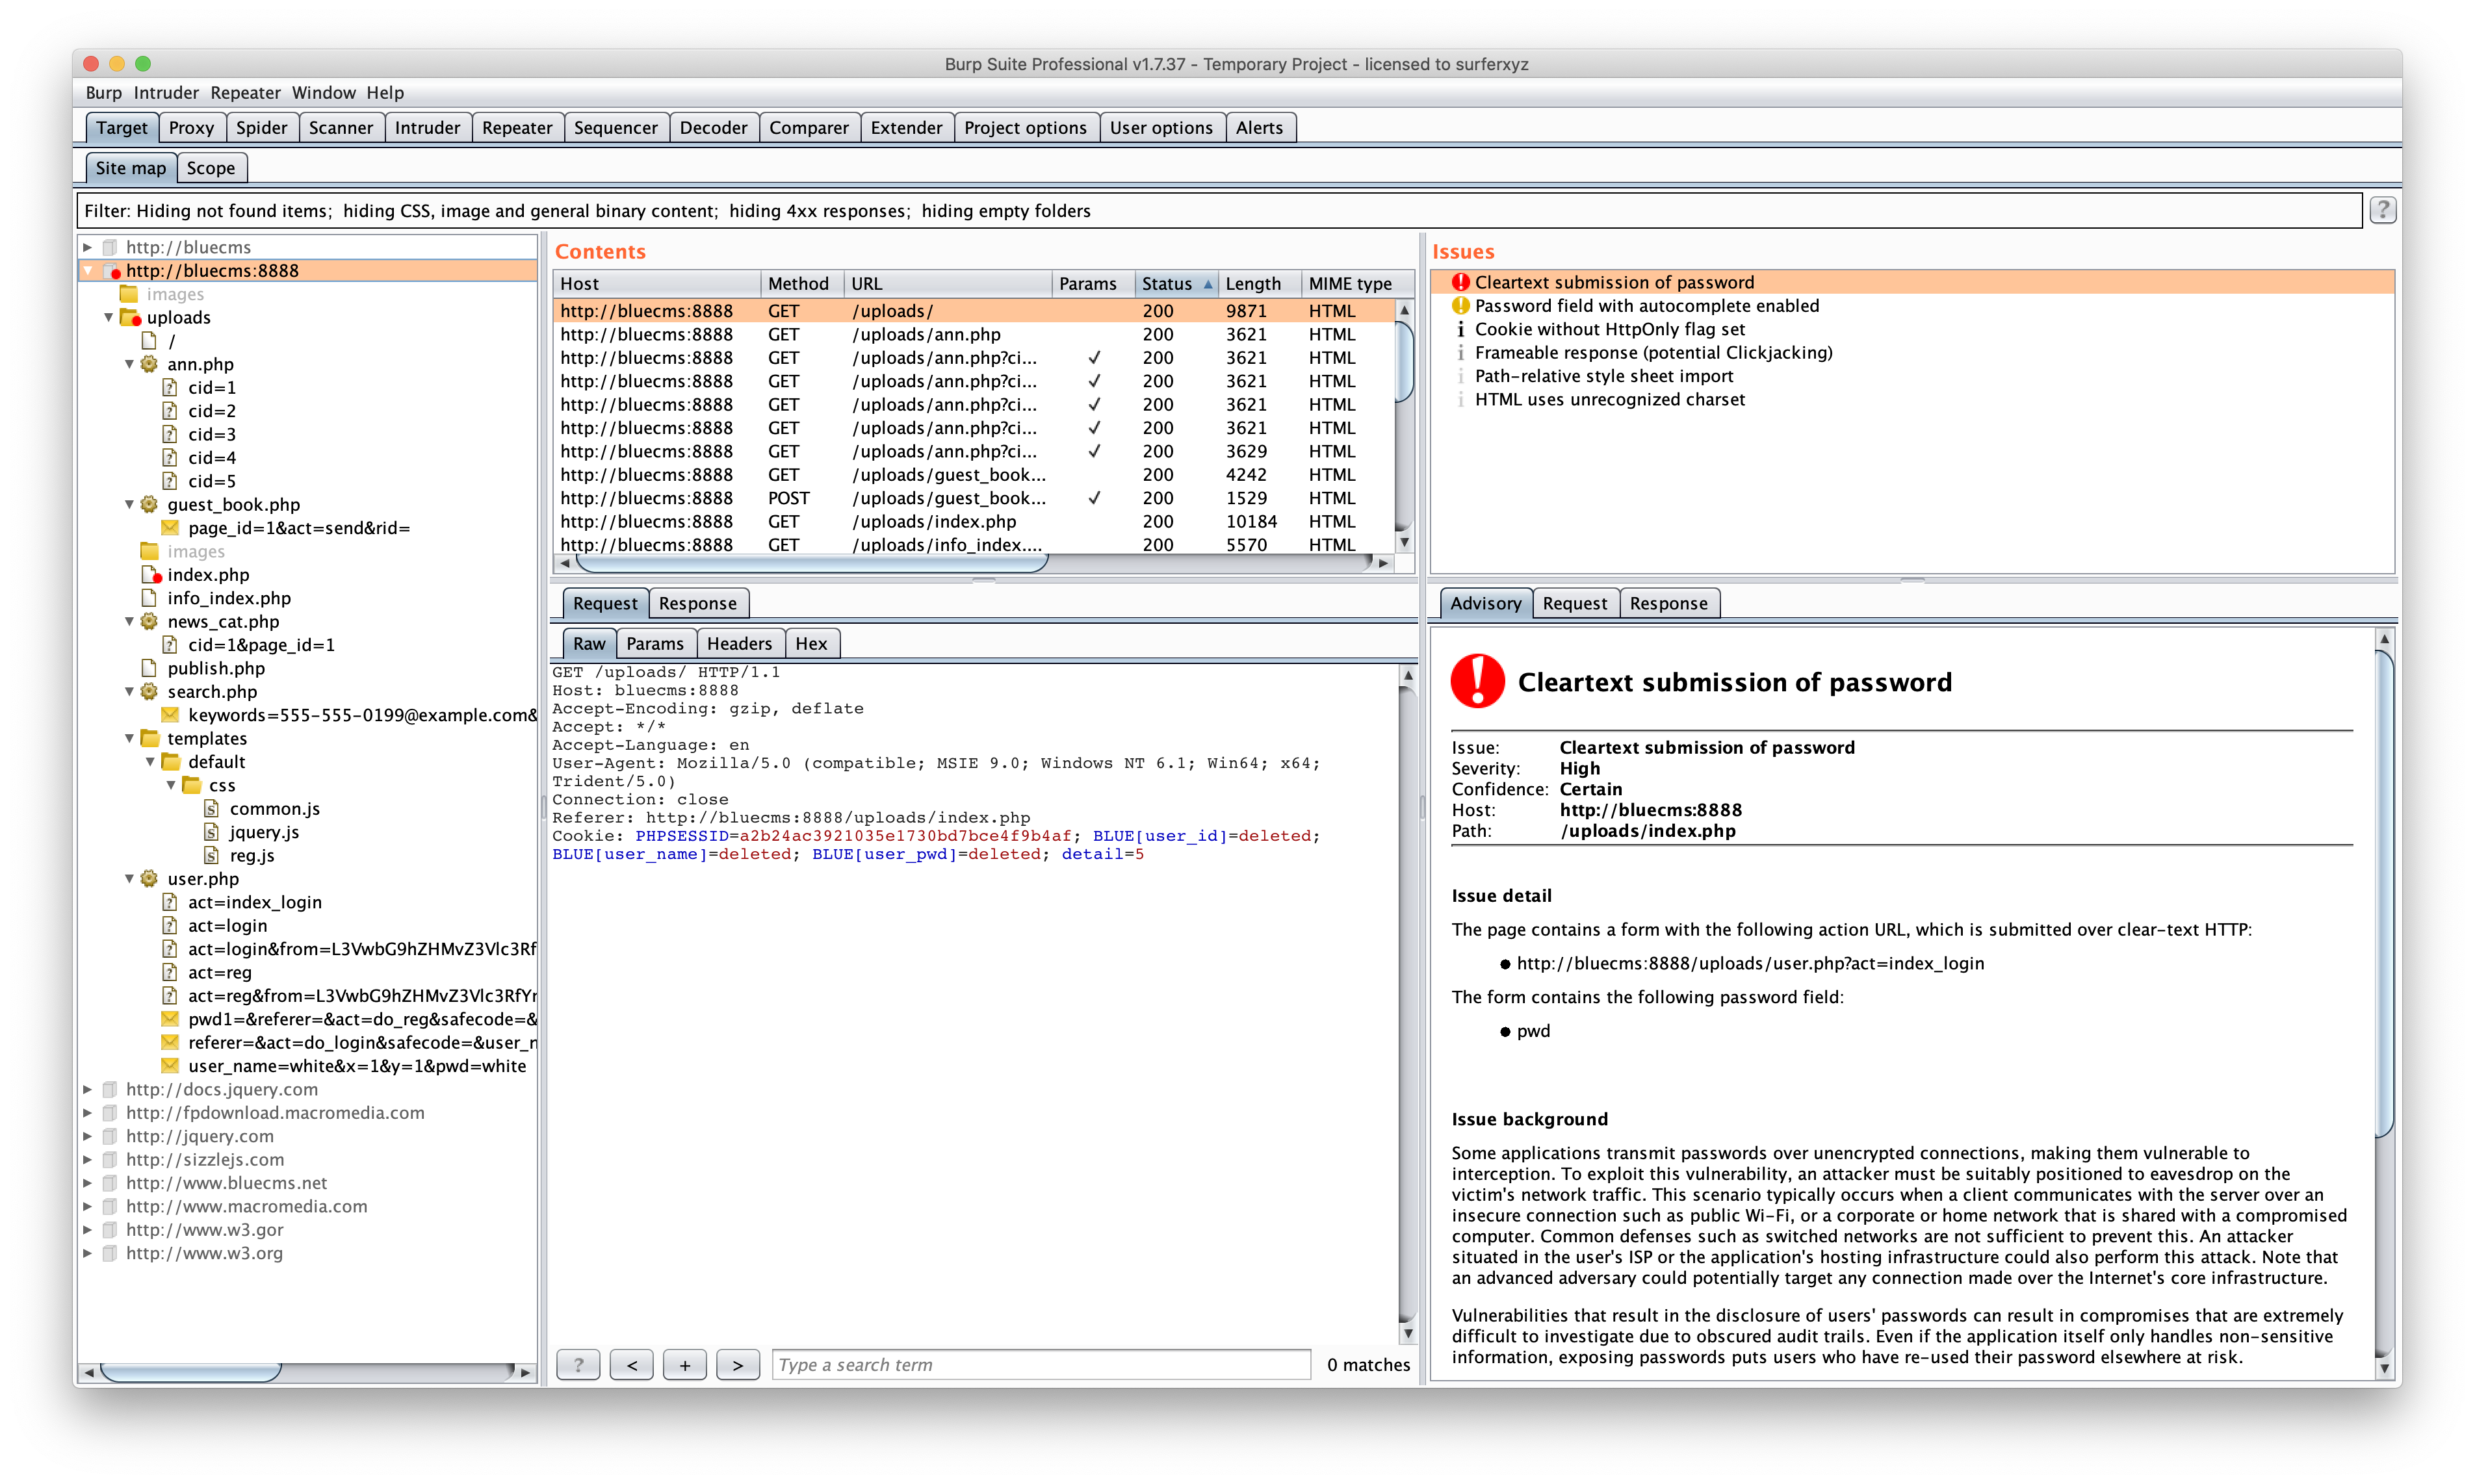 Burp Suite Professional v1.7.37 - Temporary Project - licensed to surferxyz
Burp Intruder Repeater Window Help
Target Proxy Spider Scanner Intruder Repeater Sequencer Decoder Comparer Extender Project options User options Alerts
Site map Scope
Filter: Hiding not found items; hiding CSS, image and general binary content; hiding 4xx responses; hiding empty folders
?
http://bluecms
http://bluecms:8888
images
uploads
/
ann.php
cid=1
cid=2
cid=3
cid=4
cid=5
guest_book.php
page_id=1&act=send&rid=
images
index.php
info_index.php
news_cat.php
cid=1&page_id=1
publish.php
search.php
keywords=555-555-0199@example.com&
templates
default
css
common.js
jquery.js
reg.js
user.php
act=index_login
act=login
act=login&from=L3VwbG9hZHMvZ3Vlc3Rf
act=reg
act=reg&from=L3VwbG9hZHMvZ3Vlc3RfYr
pwd1=&referer=&act=do_reg&safecode=&
referer=&act=do_login&safecode=&user_n
user_name=white&x=1&y=1&pwd=white
http://docs.jquery.com
http://fpdownload.macromedia.com
http://jquery.com
http://sizzlejs.com
http://www.bluecms.net
http://www.macromedia.com
http://www.w3.gor
http://www.w3.org
Contents
Host Method URL Params Status Length MIME type
http://bluecms:8888 GET /uploads/ 200 9871 HTML
http://bluecms:8888 GET /uploads/ann.php 200 3621 HTML
http://bluecms:8888 GET /uploads/ann.php?ci... ✓ 200 3621 HTML
http://bluecms:8888 GET /uploads/ann.php?ci... ✓ 200 3621 HTML
http://bluecms:8888 GET /uploads/ann.php?ci... ✓ 200 3621 HTML
http://bluecms:8888 GET /uploads/ann.php?ci... ✓ 200 3621 HTML
http://bluecms:8888 GET /uploads/ann.php?ci... ✓ 200 3629 HTML
http://bluecms:8888 GET /uploads/guest_book... 200 4242 HTML
http://bluecms:8888 POST /uploads/guest_book... ✓ 200 1529 HTML
http://bluecms:8888 GET /uploads/index.php 200 10184 HTML
http://bluecms:8888 GET /uploads/info_index.... 200 5570 HTML
Request Response
Raw Params Headers Hex
GET /uploads/ HTTP/1.1
Host: bluecms:8888
Accept-Encoding: gzip, deflate
Accept: */*
Accept-Language: en
User-Agent: Mozilla/5.0 (compatible; MSIE 9.0; Windows NT 6.1; Win64; x64;
Trident/5.0)
Connection: close
Referer: http://bluecms:8888/uploads/index.php
Cookie: PHPSESSID=a2b24ac3921035e1730bd7bce4f9b4af; BLUE[user_id]=deleted;
BLUE[user_name]=deleted; BLUE[user_pwd]=deleted; detail=5
? < + > Type a search term 0 matches
Issues
Cleartext submission of password
Password field with autocomplete enabled
Cookie without HttpOnly flag set
Frameable response (potential Clickjacking)
Path-relative style sheet import
HTML uses unrecognized charset
Advisory Request Response
Cleartext submission of password
Issue: Cleartext submission of password
Severity: High
Confidence: Certain
Host: http://bluecms:8888
Path: /uploads/index.php
Issue detail
The page contains a form with the following action URL, which is submitted over clear-text HTTP:
● http://bluecms:8888/uploads/user.php?act=index_login
The form contains the following password field:
● pwd
Issue background
Some applications transmit passwords over unencrypted connections, making them vulnerable to
interception. To exploit this vulnerability, an attacker must be suitably positioned to eavesdrop on the
victim's network traffic. This scenario typically occurs when a client communicates with the server over an
insecure connection such as public Wi-Fi, or a corporate or home network that is shared with a compromised
computer. Common defenses such as switched networks are not sufficient to prevent this. An attacker
situated in the user's ISP or the application's hosting infrastructure could also perform this attack. Note that
an advanced adversary could potentially target any connection made over the Internet's core infrastructure.
Vulnerabilities that result in the disclosure of users' passwords can result in compromises that are extremely
difficult to investigate due to obscured audit trails. Even if the application itself only handles non-sensitive
information, exposing passwords puts users who have re-used their password elsewhere at risk.